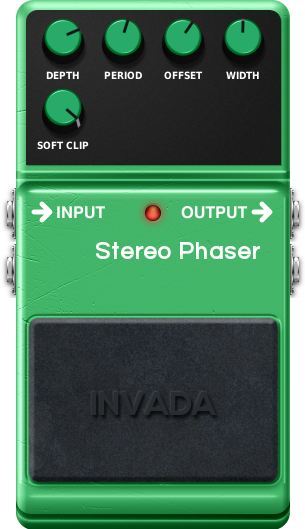 DEPTH PERIOD OFFSET WIDTH
SOFT CLIP
INPUT OUTPUT
Stereo Phaser
INVADA